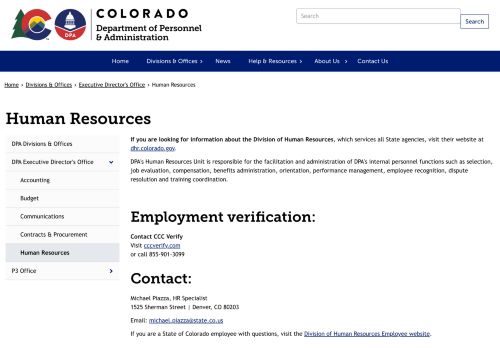 COLORADO
Department of Personnel
& Administration
DPA
Search
Search
Home
Divisions & Offices
News
Help & Resources
About Us
Contact Us
Home › Divisions & Offices › Executive Director's Office › Human Resources
Human Resources
DPA Divisions & Offices
DPA Executive Director's Office
Accounting
Budget
Communications
Contracts & Procurement
Human Resources
P3 Office
If you are looking for information about the Division of Human Resources, which services all State agencies, visit their website at
dhr.colorado.gov.
DPA's Human Resources Unit is responsible for the facilitation and administration of DPA's internal personnel functions such as selection,
job evaluation, compensation, benefits administration, orientation, performance management, employee recognition, dispute
resolution and training coordination.
Employment verification:
Contact CCC Verify
Visit cccverify.com
or call 855-901-3099
Contact:
Michael Piazza, HR Specialist
1525 Sherman Street | Denver, CO 80203
Email: michael.piazza@state.co.us
If you are a State of Colorado employee with questions, visit the Division of Human Resources Employee website.